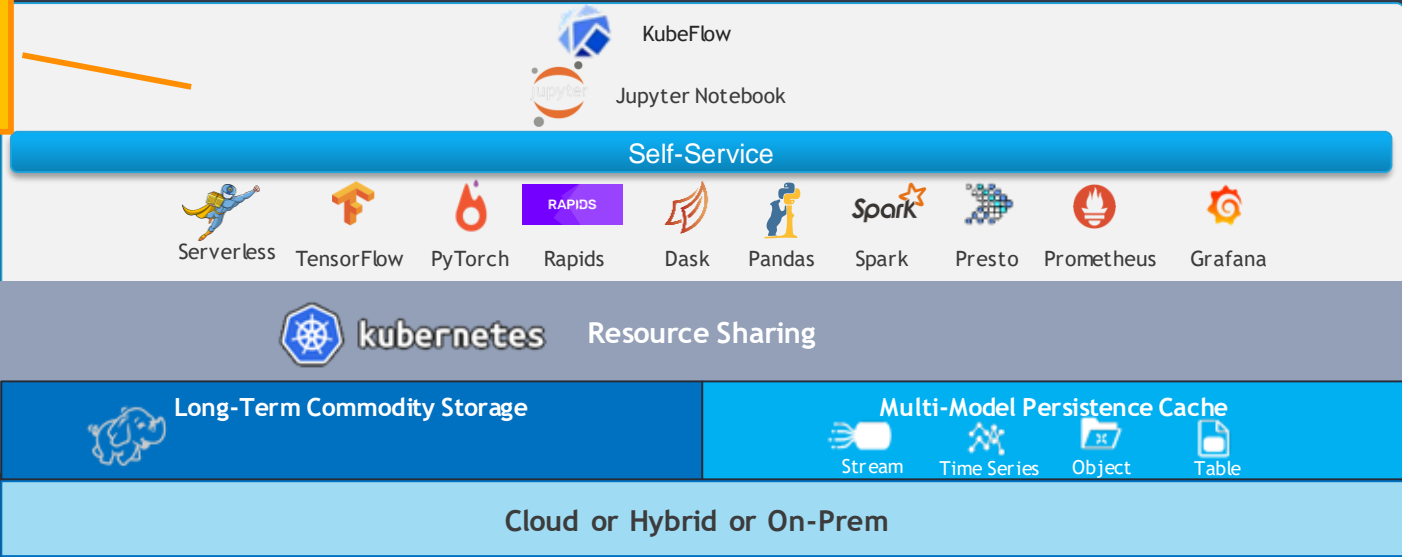 KubeFlow
jupyter
Jupyter Notebook
Self-Service
RAPIDS
Spark
Serverless TensorFlow PyTorch Rapids Dask Pandas Spark Presto Prometheus Grafana
kubernetes Resource Sharing
Long-Term Commodity Storage
Multi-Model Persistence Cache
Stream Time Series Object Table
Cloud or Hybrid or On-Prem